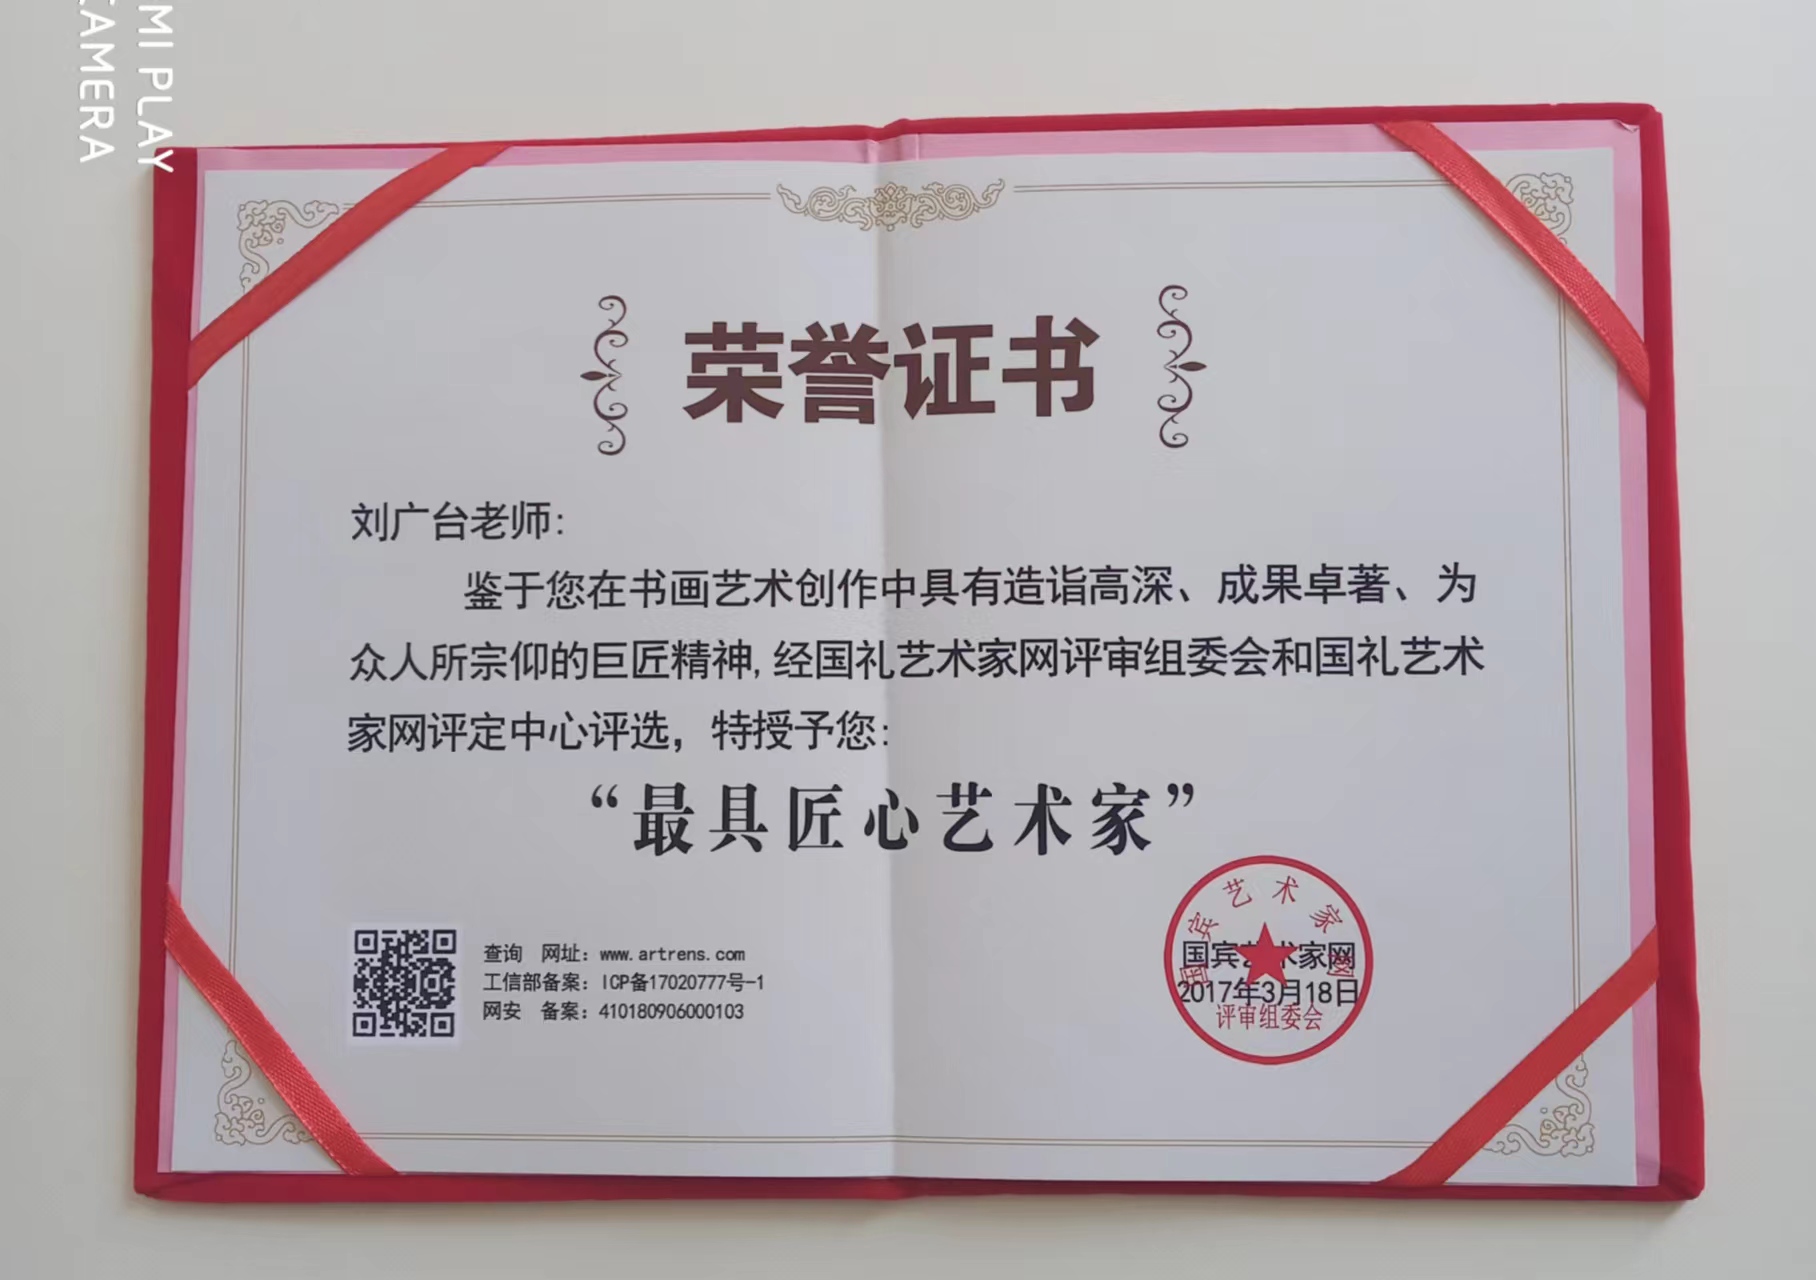 MI PLAY
CAMERA
荣誉证书
刘广台老师:
鉴于您在书画艺术创作中具有造诣高深、成果卓著、为
众人所宗仰的巨匠精神,经国礼艺术家网评审组委会和国礼艺术
家网评定中心评选，特授予您:
“最具匠心艺术家”
查询 网址: www.artrens.com
工信部备案: ICP备17020777号-1
网安 备案: 410180906000103
国宾艺术家网
国宾艺术家网
2017年3月18日
评审组委会